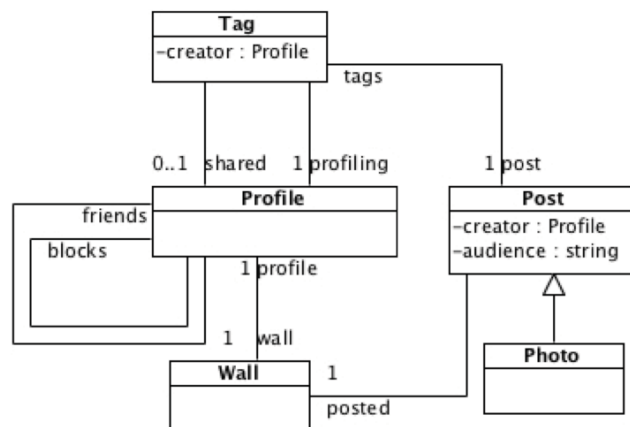 Tag
-creator : Profile
tags
0..1 shared
1 profiling
1 post
Profile
Post
friends
blocks
-creator : Profile
-audience : string
1 profile
1 wall
Photo
Wall
1
posted